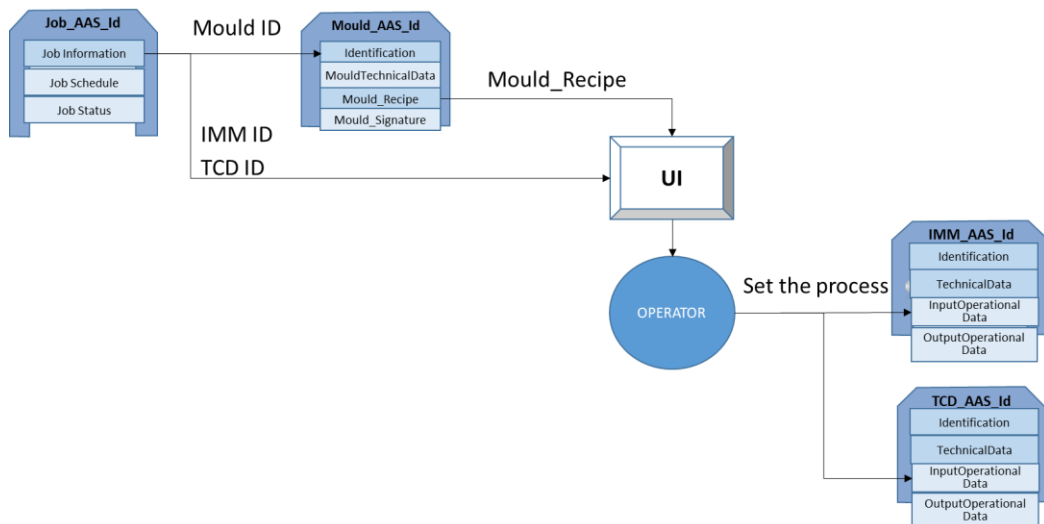 Job_AAS_Id
Job Information
Job Schedule
Job Status
Mould ID
Mould_AAS_Id
Identification
MouldTechnicalData
Mould_Recipe
Mould_Signature
Mould_Recipe
IMM ID
TCD ID
UI
OPERATOR
Set the process
IMM_AAS_Id
Identification
TechnicalData
InputOperational
Data
OutputOperational
Data
TCD_AAS_Id
Identification
TechnicalData
InputOperational
Data
OutputOperational
Data